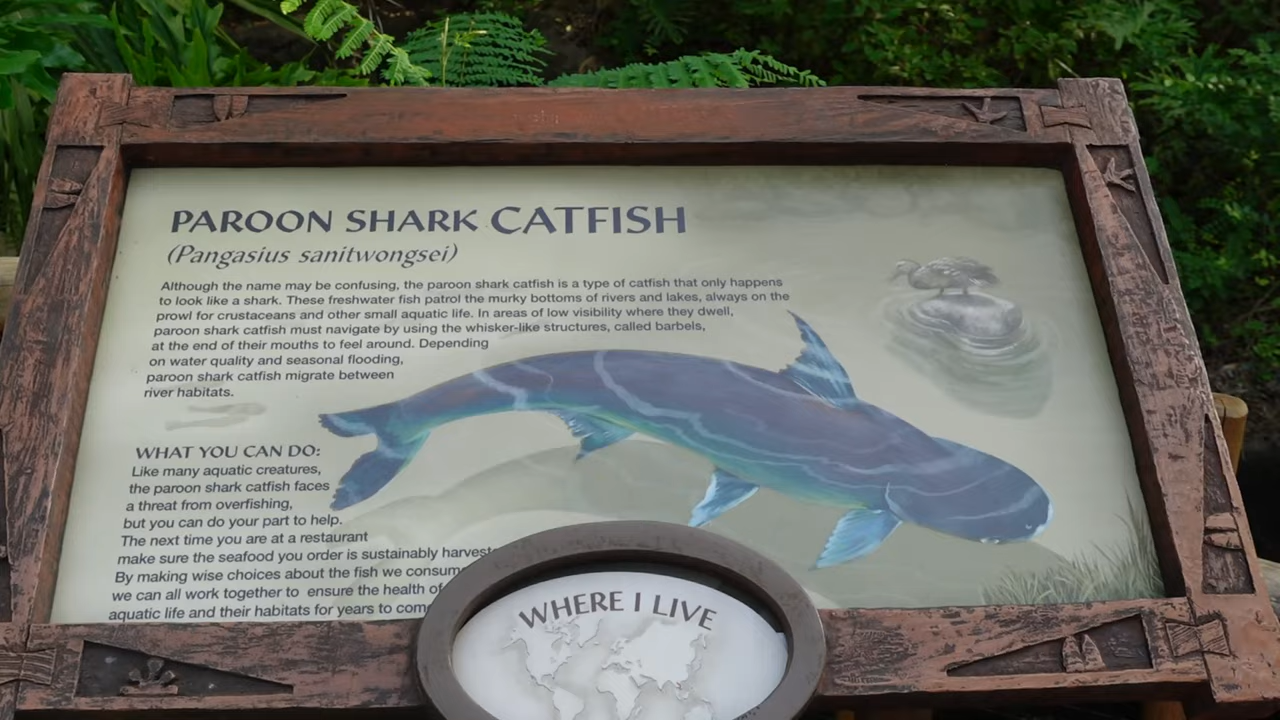 PAROON SHARK CATFISH
(Pangasius sanitwongsei)
Although the name may be confusing, the paroon shark catfish is a type of catfish that only happens
to look like a shark. These freshwater fish patrol the murky bottoms of rivers and lakes, always on the
prowl for crustaceans and other small aquatic life. In areas of low visibility where they dwell,
paroon shark catfish must navigate by using the whisker-like structures, called barbels,
at the end of their mouths to feel around. Depending
on water quality and seasonal flooding,
paroon shark catfish migrate between
river habitats.
WHAT YOU CAN DO:
Like many aquatic creatures,
the paroon shark catfish faces
a threat from overfishing,
but you can do your part to help.
The next time you are at a restaurant
make sure the seafood you order is sustainably harveste
By making wise choices about the fish we consume
we can all work together to ensure the health of
aquatic life and their habitats for years to come
WHERE I LIVE